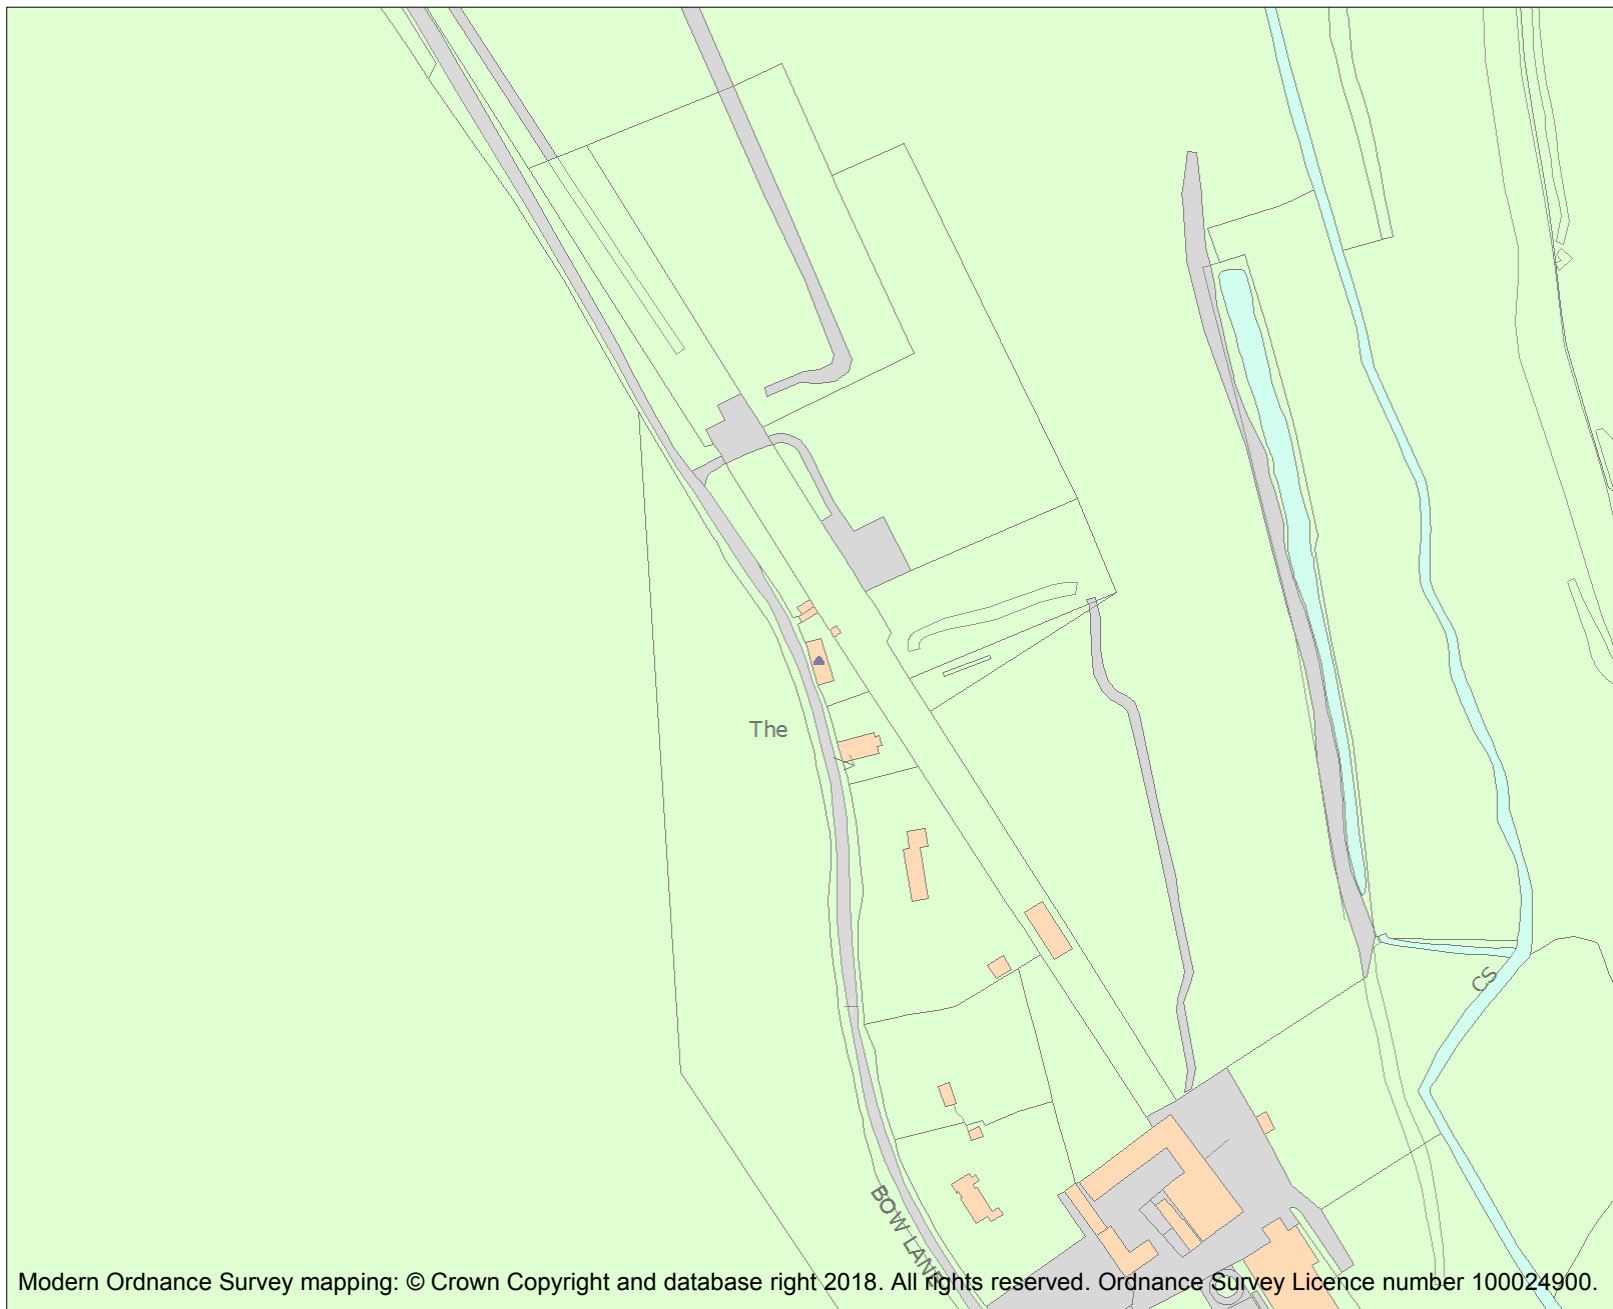 The
CS
BOW LANE
Modern Ordnance Survey mapping: © Crown Copyright and database right 2018. All rights reserved. Ordnance Survey Licence number 100024900.